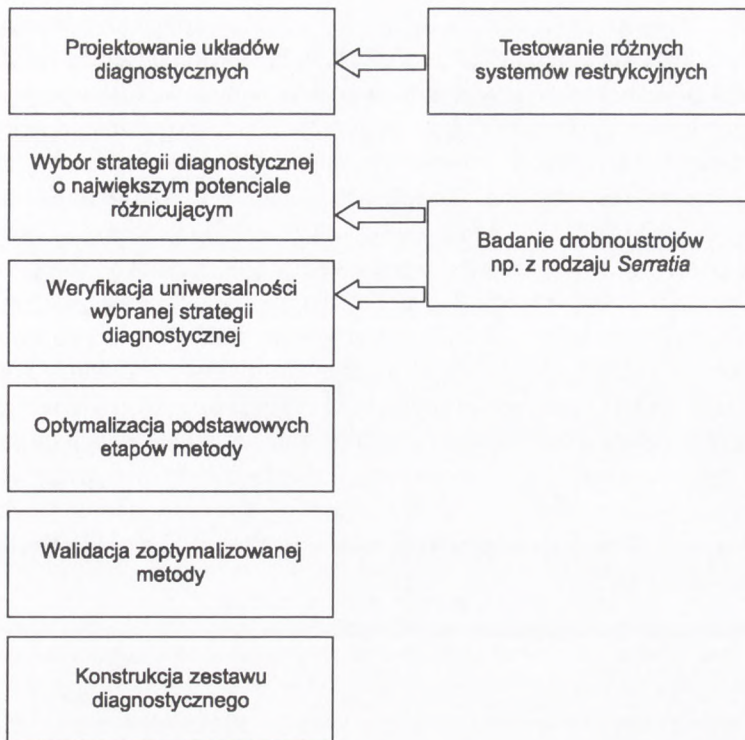 Projektowanie układów
diagnostycznych
Testowanie różnych
systemów restrykcyjnych
Wybór strategii diagnostycznej
o największym potencjale
różnicującym
Badanie drobnoustrojów
np. z rodzaju Serratia
Weryfikacja uniwersalności
wybranej strategii
diagnostycznej
Optymalizacja podstawowych
etapów metody
Walidacja zoptymalizowanej
metody
Konstrukcja zestawu
diagnostycznego